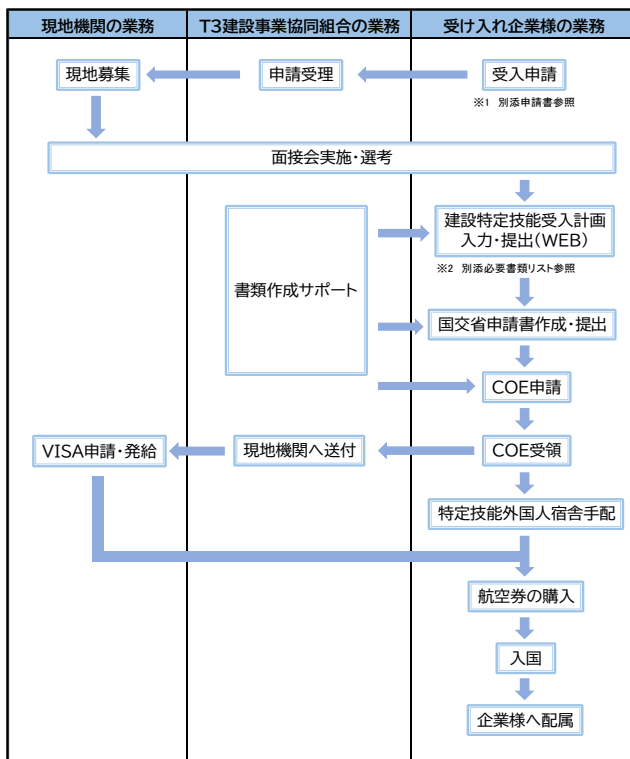 現地機関の業務
T3建設事業協同組合の業務
受け入れ企業様の業務
現地募集
申請受理
受入申請
※1 別添申請書参照
面接会実施・選考
建設特定技能受入計画
入力・提出(WEB)
※2 別添必要書類リスト参照
書類作成サポート
国交省申請書作成・提出
COE申請
VISA申請・発給
現地機関へ送付
COE受領
特定技能外国人宿舎手配
航空券の購入
入国
企業様へ配属